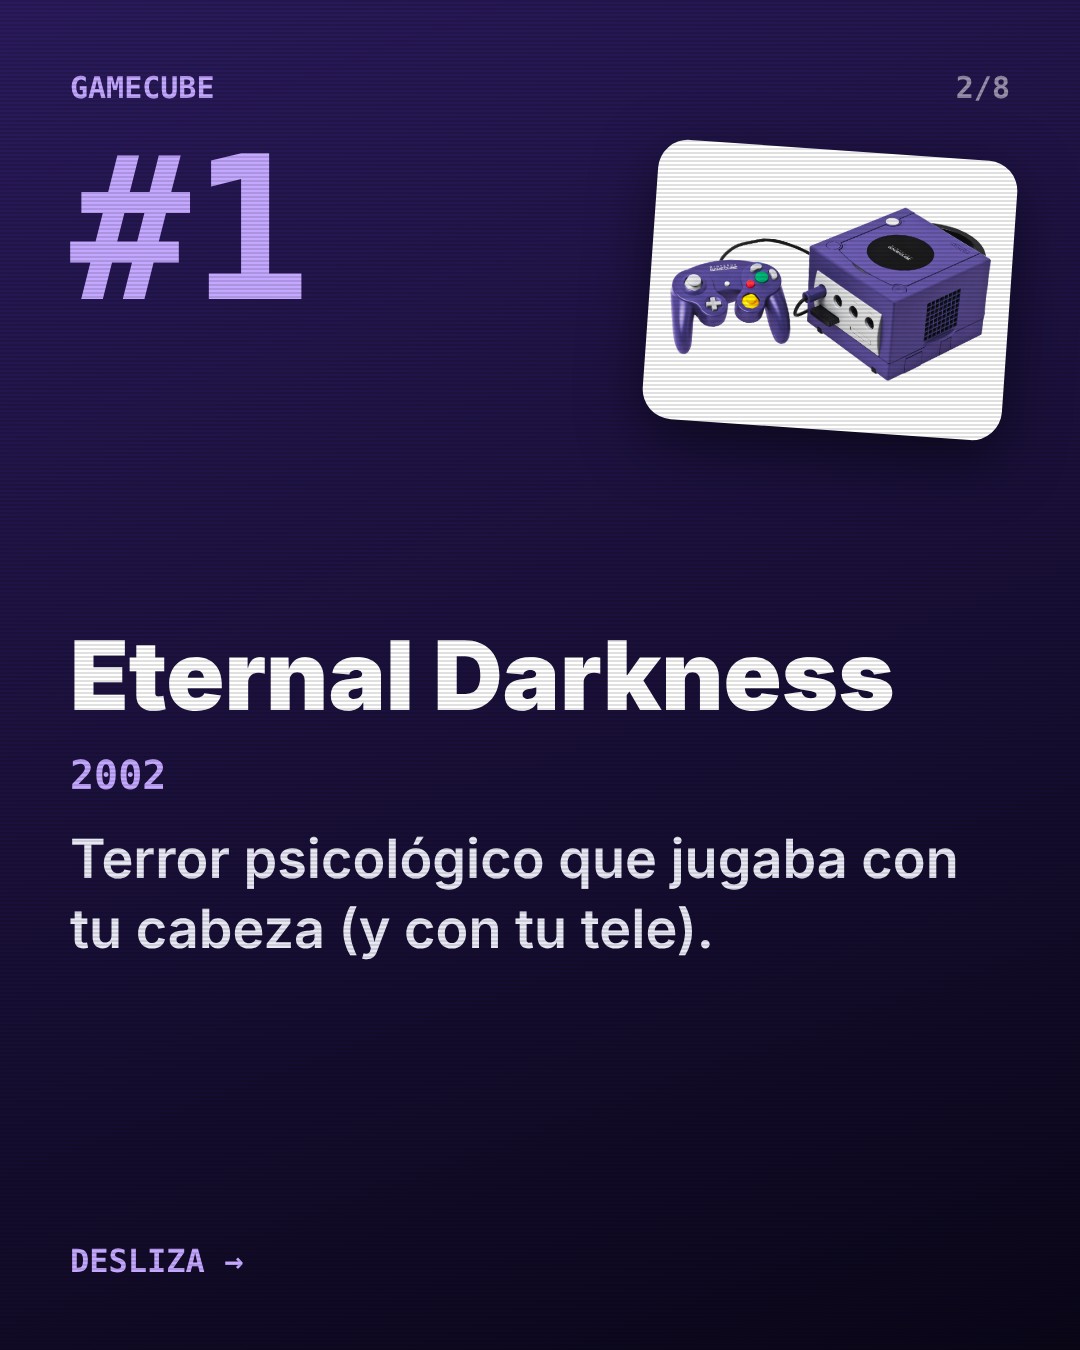 GAMECUBE
2/8
#1
Eternal Darkness
2002
Terror psicológico que jugaba con
tu cabeza (y con tu tele).
DESLIZA →